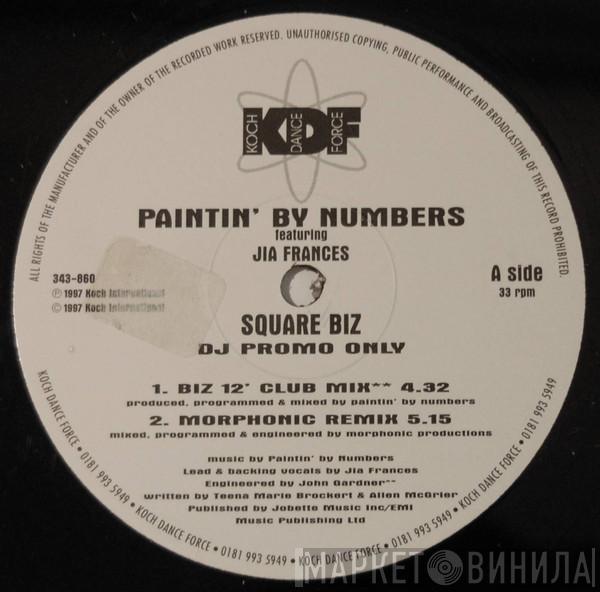 ALL RIGHTS OF THE MANUFACTURER AND OF THE OWNER OF THE RECORDED WORK RESERVED. UNAUTHORISED COPYING, PUBLIC PERFORMANCE AND BROADCASTING OF THIS RECORD PROHIBITED.
KDF
KOCH DANCE FORCE
PAINTIN' BY NUMBERS
featuring
JIA FRANCES
343-860
℗ 1997 Koch International
© 1997 Koch International
A side
33 rpm
SQUARE BIZ
DJ PROMO ONLY
1. BIZ 12' CLUB MIX** 4.32
produced, programmed & mixed by paintin' by numbers
2. MORPHONIC REMIX 5.15
mixed, programmed & engineered by morphonic productions
music by Paintin' by Numbers
Lead & backing vocals by Jia Frances
Engineered by John Gardner**
written by Teena Marie Brockert & Allen McGrier
Published by Jobette Music Inc/EMI
Music Publishing Ltd
KOCH DANCE FORCE • 0181 993 5949 • KOCH DANCE FORCE • 0181 993 5949 • KOCH DANCE FORCE • 0181 993 5949 • KOCH DANCE FORCE • 0181 993 5949
МАРКЕТ ВИНИЛА